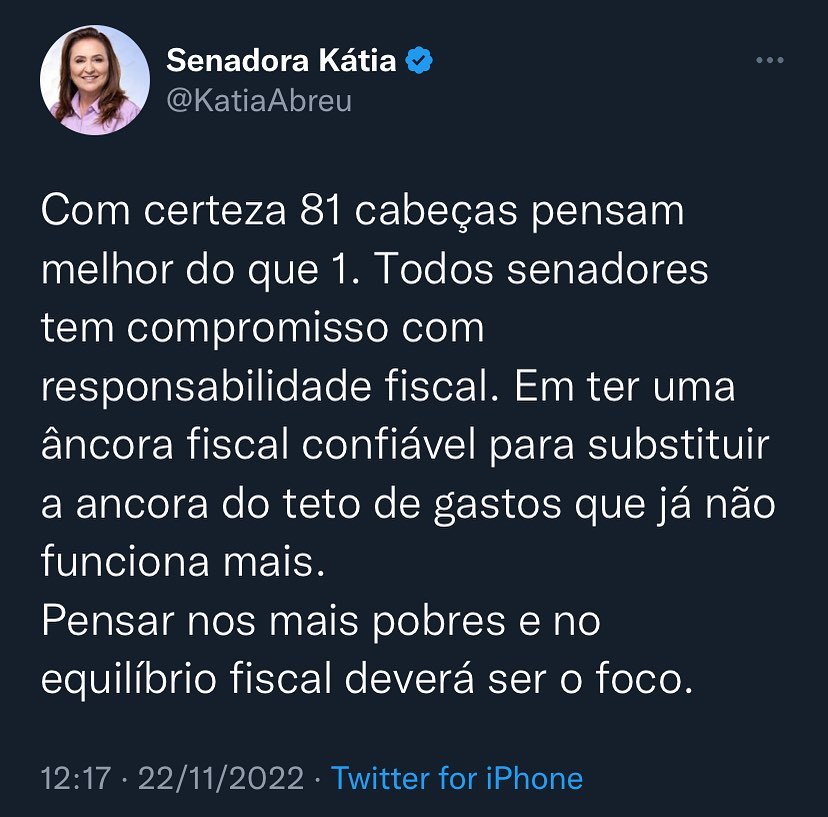 Senadora Kátia
@KatiaAbreu
Com certeza 81 cabeças pensam
melhor do que 1. Todos senadores
tem compromisso com
responsabilidade fiscal. Em ter uma
âncora fiscal confiável para substituir
a ancora do teto de gastos que já não
funciona mais.
Pensar nos mais pobres e no
equilíbrio fiscal deverá ser o foco.
12:17 · 22/11/2022 · Twitter for iPhone